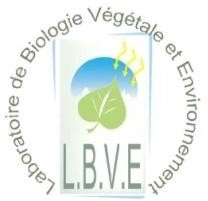 Laboratoire de Biologie Végétale et Environnement
L.B.V.E